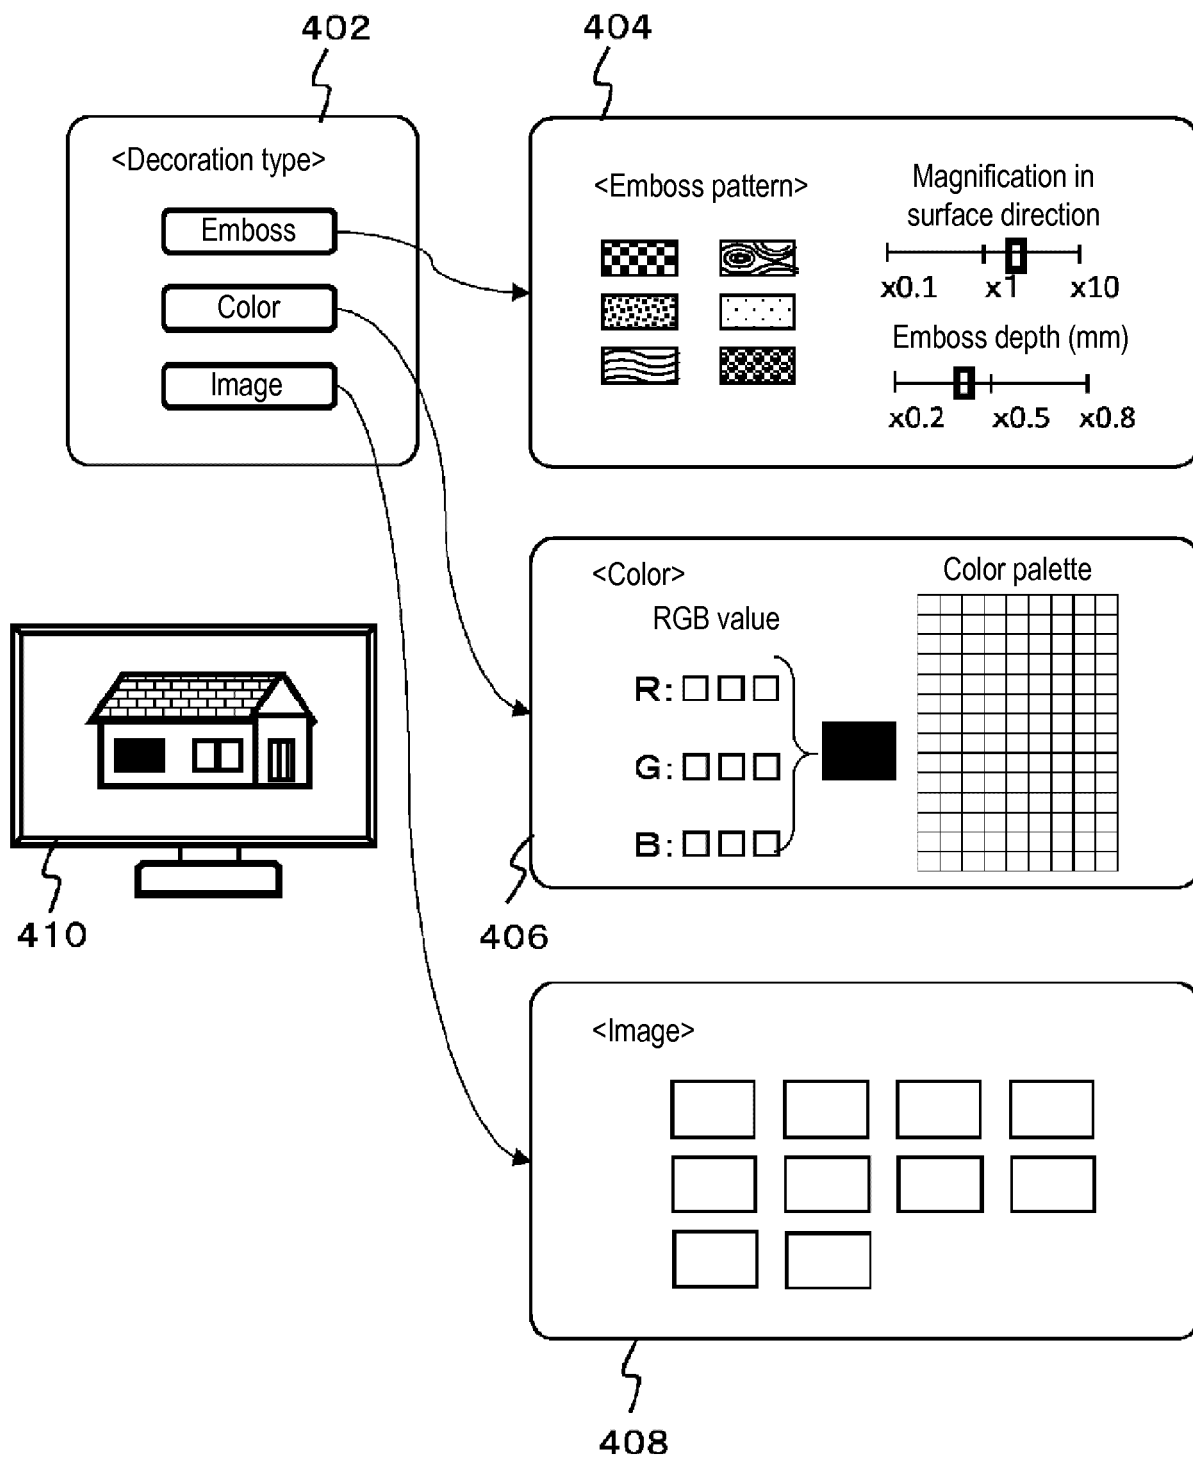 402
404
<Decoration type>
Emboss
Color
Image
<Emboss pattern>
Magnification in
surface direction
x0.1 x1 x10
Emboss depth (mm)
x0.2 x0.5 x0.8
<Color>
RGB value
R:
G:
B:
Color palette
406
410
<Image>
408